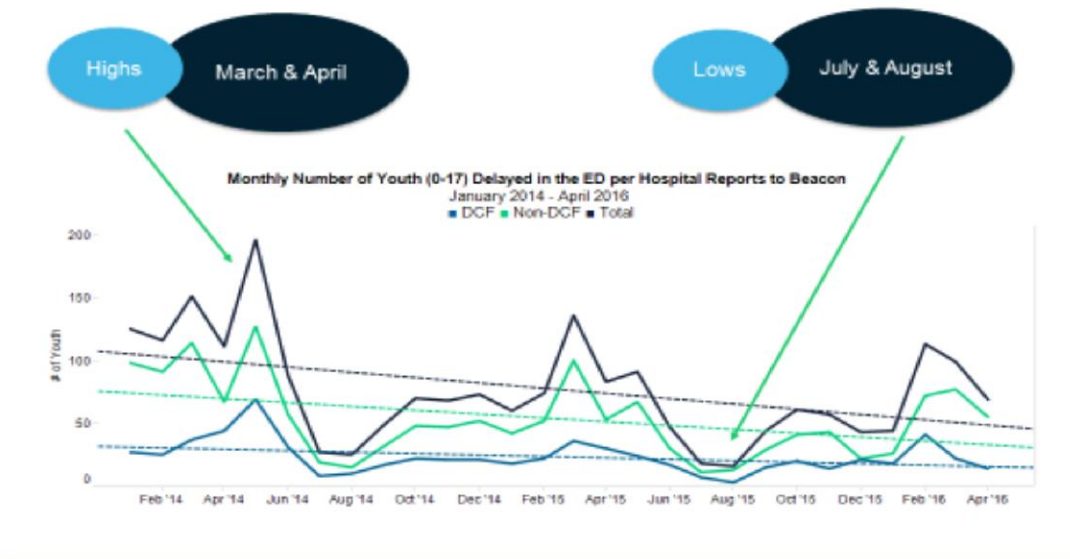 Highs
March & April
Lows
July & August
Monthly Number of Youth (0-17) Delayed in the ED per Hospital Reports to Beacon
January 2014 - April 2016
DCF Non-DCF Total
# of Youth
200
150
100
50
0
Feb '14 Apr '14 Jun '14 Aug '14 Oct '14 Dec '14 Feb '15 Apr '15 Jun '15 Aug '15 Oct '15 Dec '15 Feb '16 Apr '16